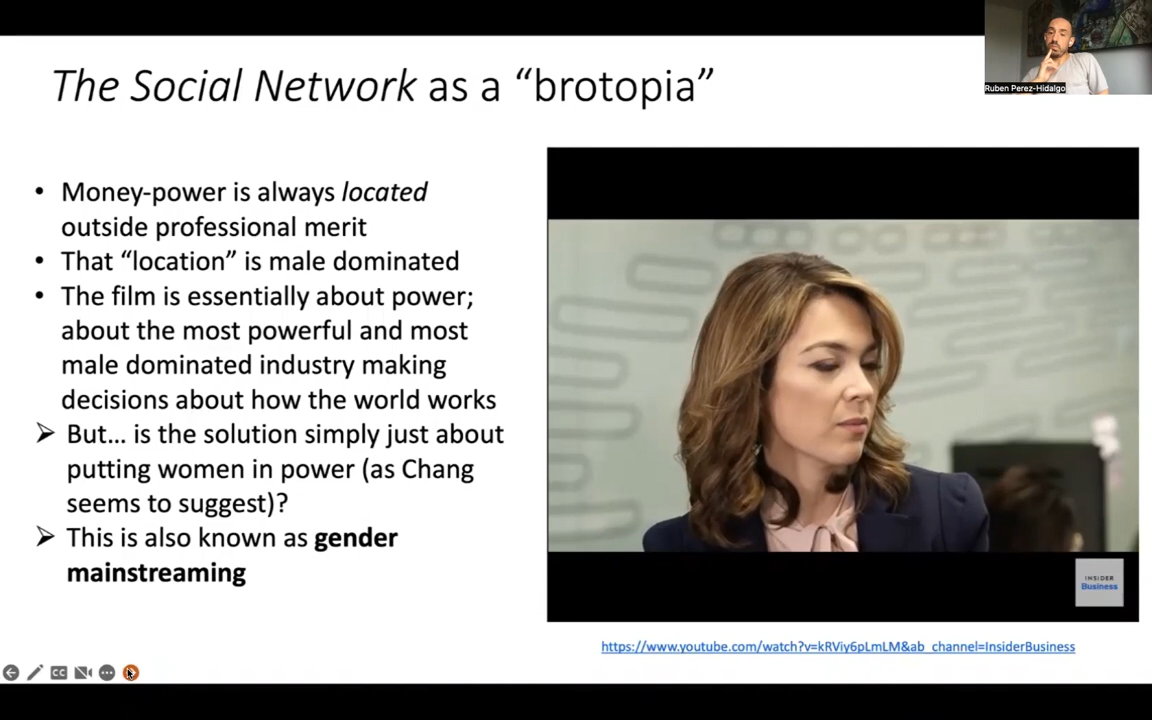 The Social Network as a “brotopia”
Ruben Perez-Hidalgo
• Money-power is always located
outside professional merit
• That “location” is male dominated
• The film is essentially about power;
about the most powerful and most
male dominated industry making
decisions about how the world works
➢ But... is the solution simply just about
putting women in power (as Chang
seems to suggest)?
➢ This is also known as gender
mainstreaming
INSIDER
Business
https://www.youtube.com/watch?v=kRViy6pLmLM&ab_channel=InsiderBusiness
CC